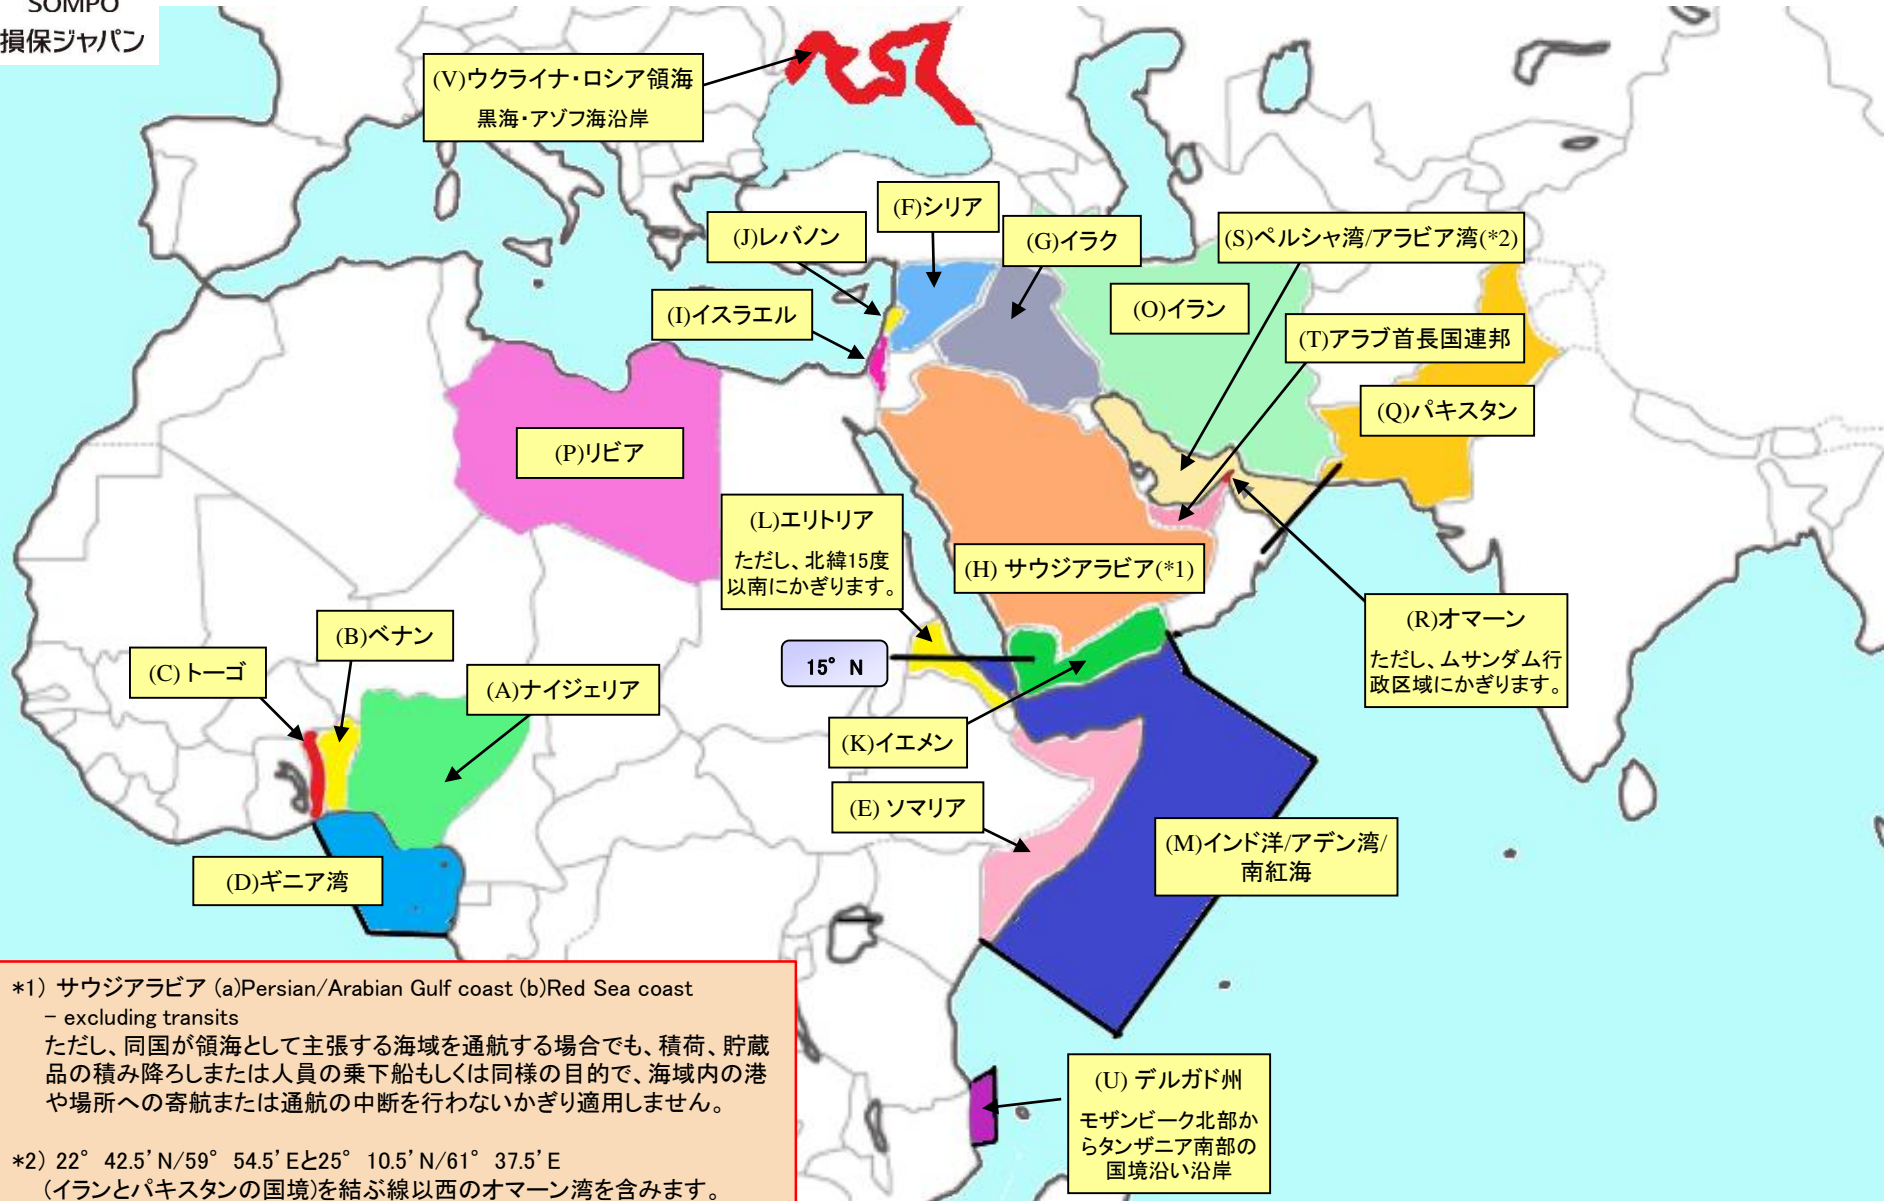 SOMPO
損保ジャパン
(V)ウクライナ・ロシア領海
黒海・アゾフ海沿岸
(F)シリア
(J)レバノン
(G)イラク
(S)ペルシャ湾/アラビア湾(*2)
(I)イスラエル
(O)イラン
(T)アラブ首長国連邦
(Q)パキスタン
(P)リビア
(L)エリトリア
ただし、北緯15度
以南にかぎります。
(H) サウジアラビア(*1)
(R)オマーン
ただし、ムサンダム行
政区域にかぎります。
(B)ベナン
(C)トーゴ
15° N
(A)ナイジェリア
(K)イエメン
(E) ソマリア
(M)インド洋/アデン湾/
南紅海
(D)ギニア湾
*1) サウジアラビア (a)Persian/Arabian Gulf coast (b)Red Sea coast
– excluding transits
ただし、同国が領海として主張する海域を通航する場合でも、積荷、貯蔵
品の積み降ろしまたは人員の乗下船もしくは同様の目的で、海域内の港
や場所への寄航または通航の中断を行わないかぎり適用しません。
*2) 22° 42.5' N/59° 54.5' Eと25° 10.5' N/61° 37.5' E
(イランとパキスタンの国境)を結ぶ線以西のオマーン湾を含みます。
(U) デルガド州
モザンビーク北部か
らタンザニア南部の
国境沿い沿岸